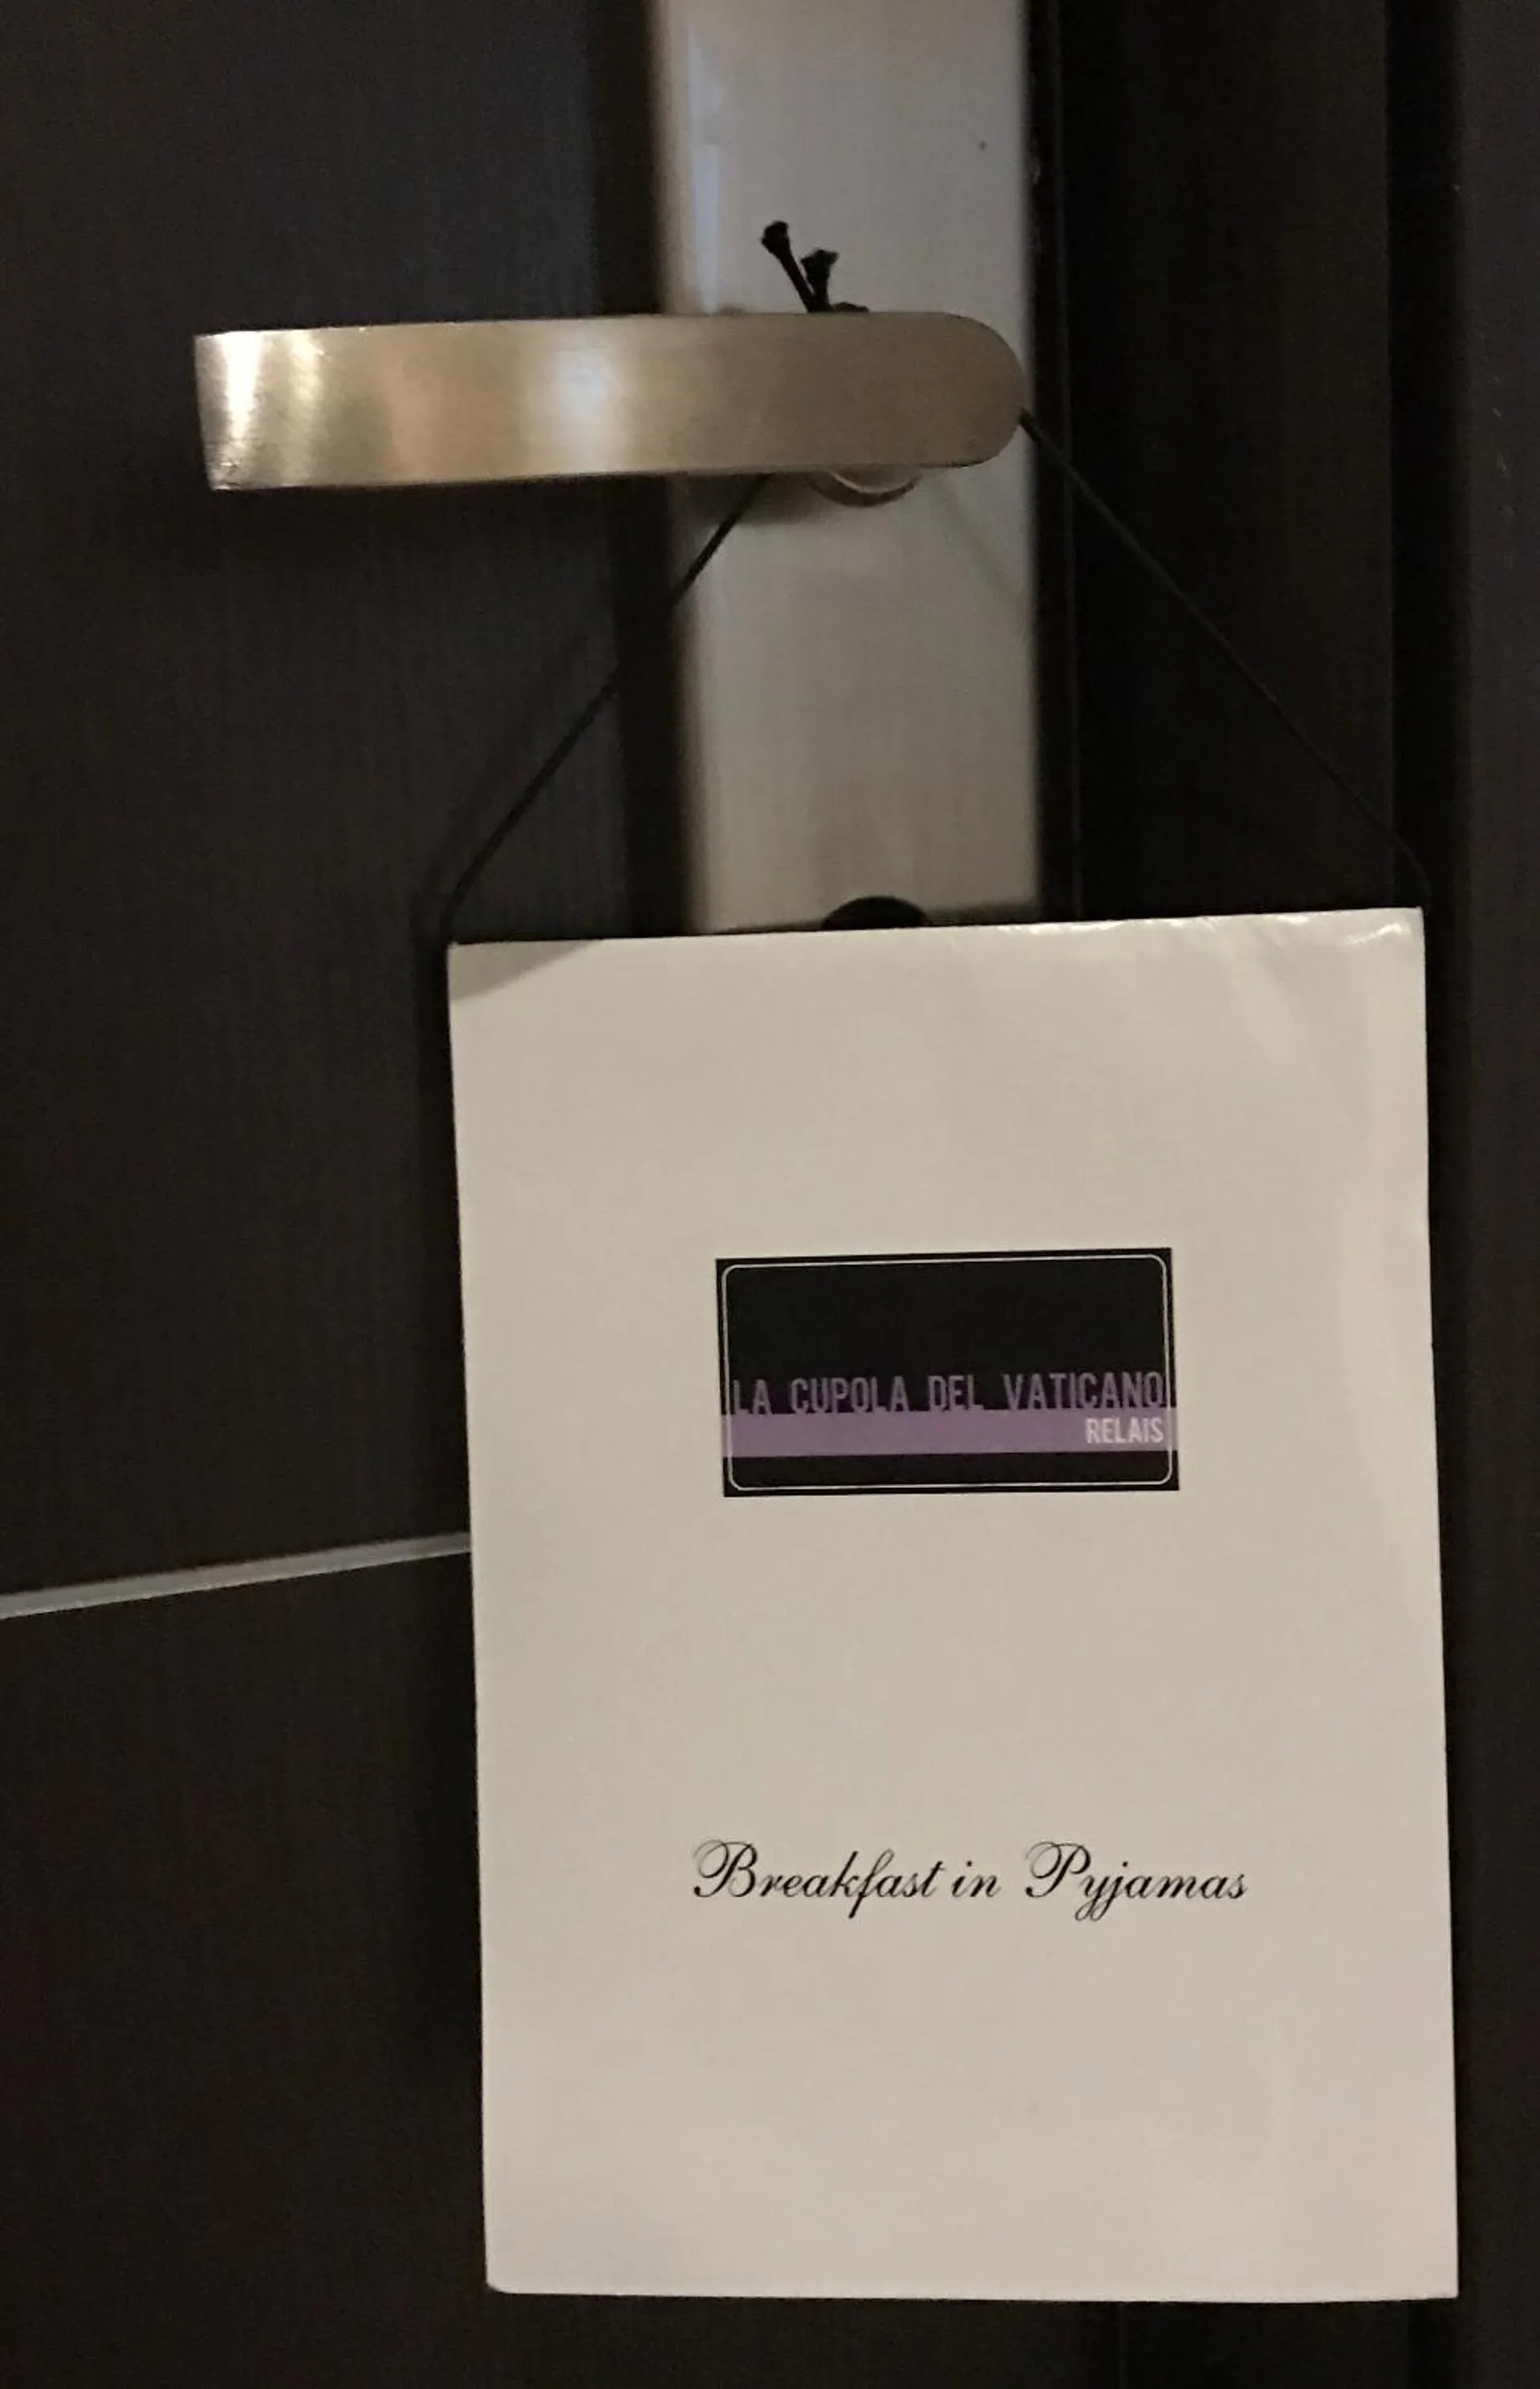 LA CUPOLA DEL VATICANO
RELAIS
Breakfast in Pyjamas